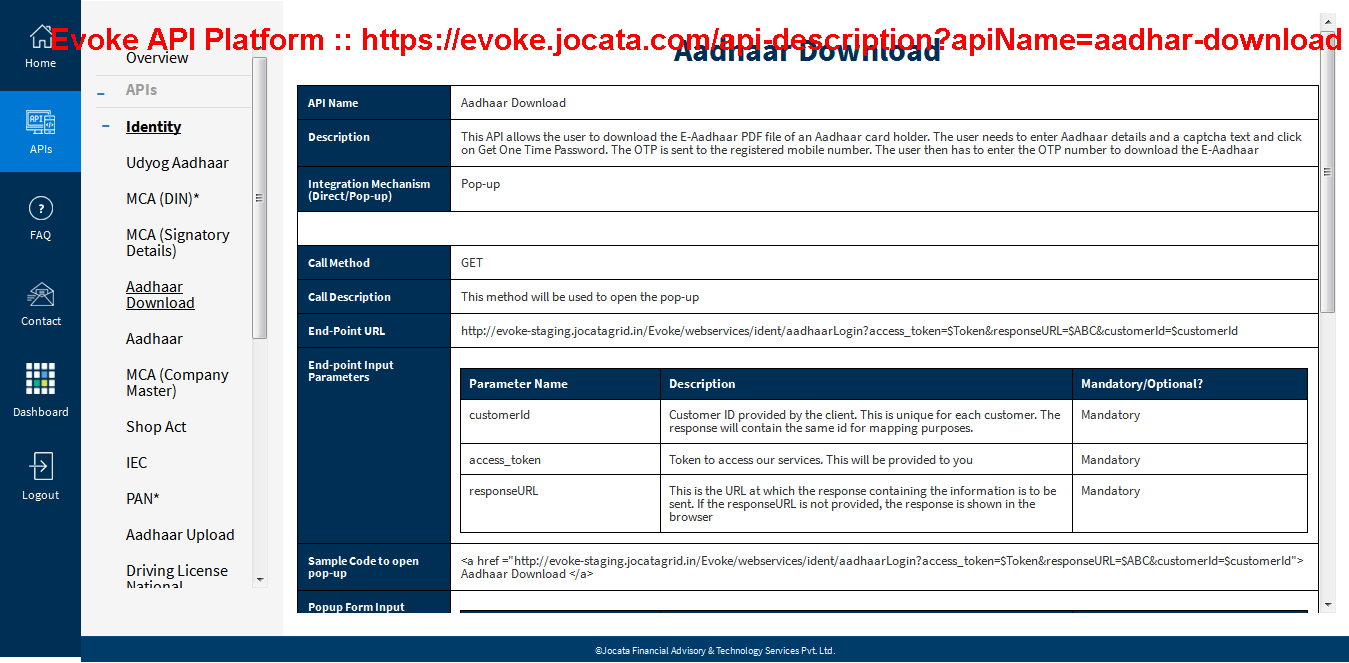 Evoke API Platform :: https://evoke.jocata.com/api-description?apiName=aadhar-download
Home
APIs
FAQ
Contact
Dashboard
Logout
Overview
APIs
Identity
Udyog Aadhaar
MCA (DIN)*
MCA (Signatory
Details)
Aadhaar
Download
Aadhaar
MCA (Company
Master)
Shop Act
IEC
PAN*
Aadhaar Upload
Driving License
National
Aadhaar Download
API Name
Aadhaar Download
Description
This API allows the user to download the E-Aadhaar PDF file of an Aadhaar card holder. The user needs to enter Aadhaar details and a captcha text and click
on Get One Time Password. The OTP is sent to the registered mobile number. The user then has to enter the OTP number to download the E-Aadhaar
Integration Mechanism
(Direct/Pop-up)
Pop-up
Call Method
GET
Call Description
This method will be used to open the pop-up
End-Point URL
http://evoke-staging.jocatagrid.in/Evoke/webservices/ident/aadhaarLogin?access_token=$Token&responseURL=$ABC&customerId=$customerId
End-point Input
Parameters
Parameter Name
Description
Mandatory/Optional?
customerId
Customer ID provided by the client. This is unique for each customer. The
response will contain the same id for mapping purposes.
Mandatory
access_token
Token to access our services. This will be provided to you
Mandatory
responseURL
This is the URL at which the response containing the information is to be
sent. If the responseURL is not provided, the response is shown in the
browser
Mandatory
Sample Code to open
pop-up
<a href ="http://evoke-staging.jocatagrid.in/Evoke/webservices/ident/aadhaarLogin?access_token=$Token&responseURL=$ABC&customerId=$customerId">
Aadhaar Download </a>
Popup Form Input
©Jocata Financial Advisory & Technology Services Pvt. Ltd.